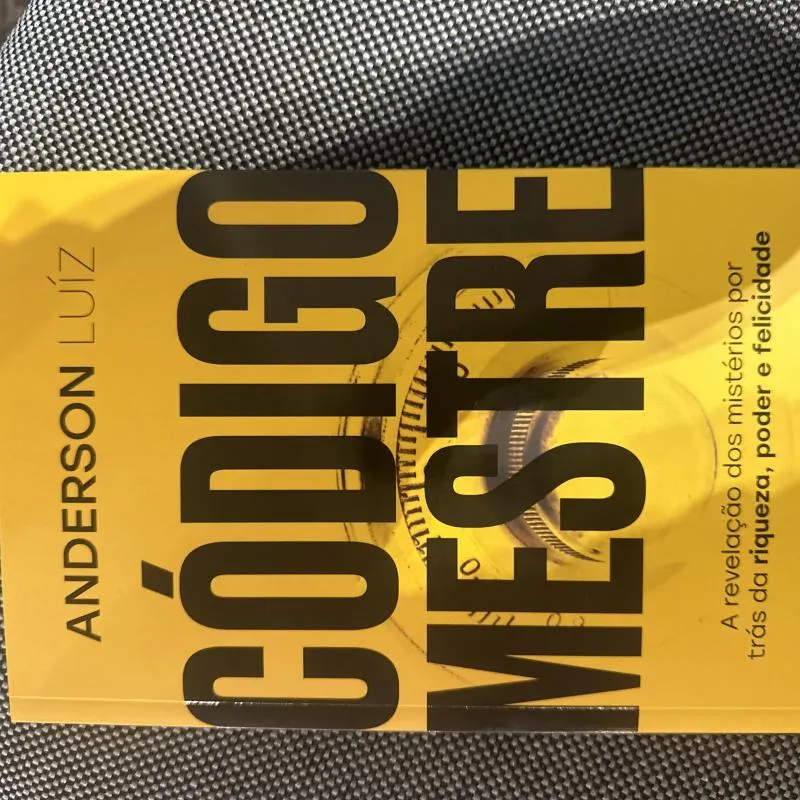 ANDERSON LUÍZ
CÓDIGO
MESTRE
A revelação dos mistérios por
trás da riqueza, poder e felicidade